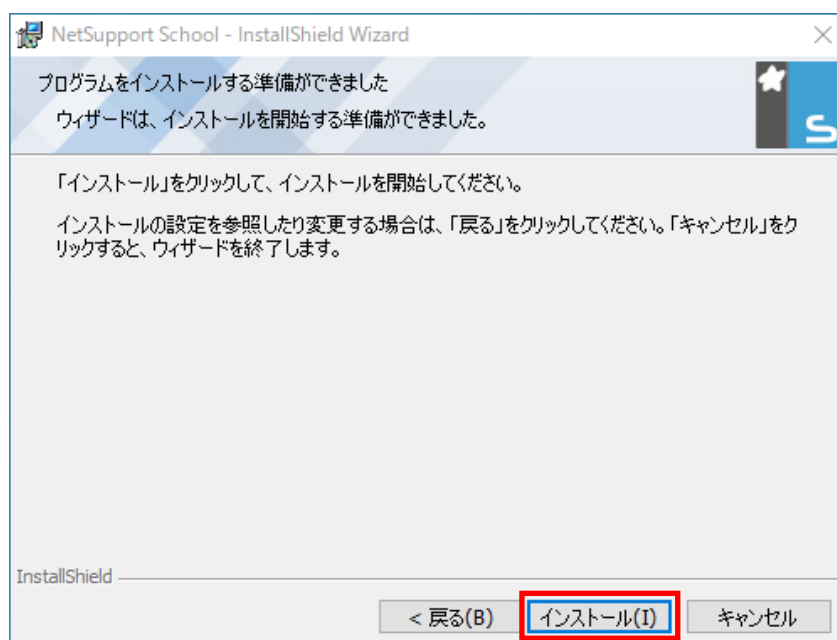 NetSupport School - InstallShield Wizard
プログラムをインストールする準備ができました
ウィザードは、インストールを開始する準備ができました。
S
「インストール」をクリックして、インストールを開始してください。
インストールの設定を参照したり変更する場合は、「戻る」をクリックしてください。「キャンセル」をク
リックすると、ウィザードを終了します。
InstallShield
< 戻る(B)
インストール(I)
キャンセル